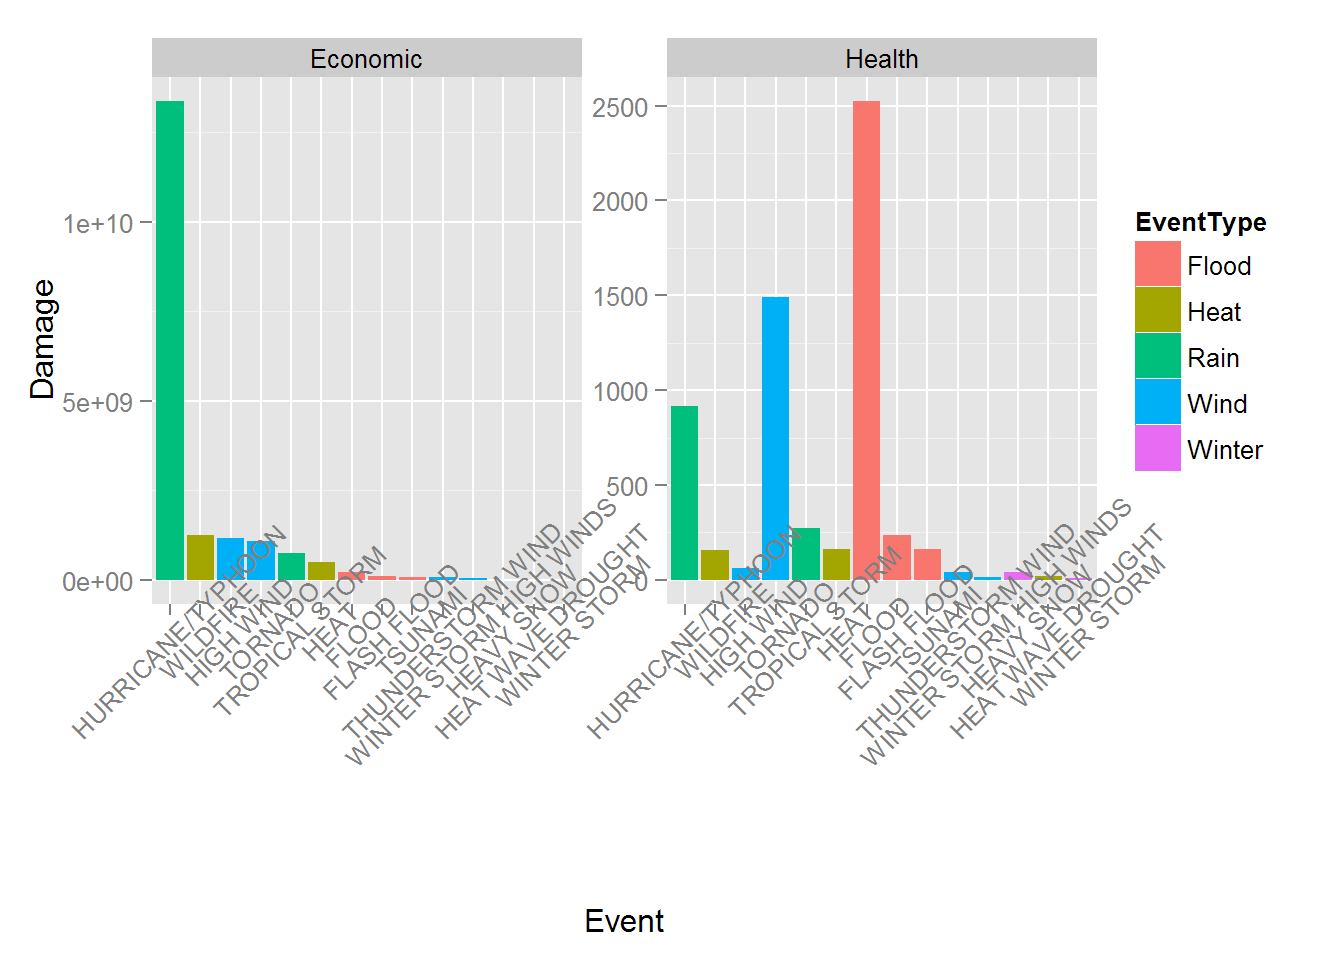 Economic
Health
Damage
1e+10
5e+09
0e+00
2500
2000
1500
1000
500
0
HURRICANE/TYPHOON
WILDFIRE
HIGH WIND
TORNADO
TROPICAL STORM
HEAT
FLOOD
FLASH FLOOD
TSUNAMI
THUNDERSTORM WIND
WINTER STORM HIGH WINDS
HEAVY SNOW
HEAT WAVE DROUGHT
WINTER STORM
HURRICANE/TYPHOON
WILDFIRE
HIGH WIND
TORNADO
TROPICAL STORM
HEAT
FLOOD
FLASH FLOOD
TSUNAMI
THUNDERSTORM WIND
WINTER STORM HIGH WINDS
HEAVY SNOW
HEAT WAVE DROUGHT
WINTER STORM
Event
EventType
Flood
Heat
Rain
Wind
Winter